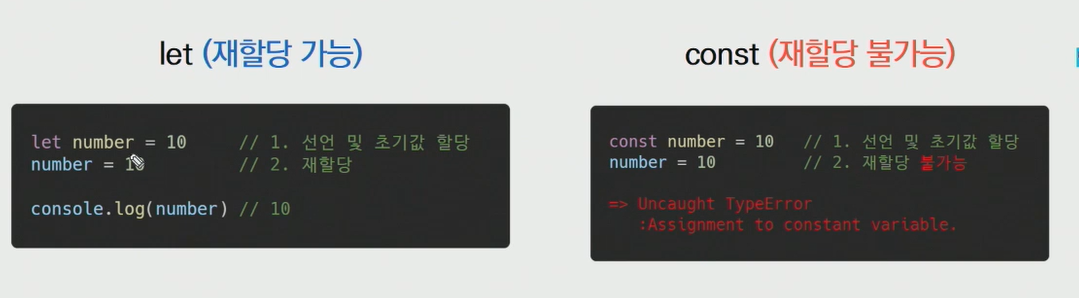 let (재할당 가능)
let number = 10 // 1. 선언 및 초기값 할당
number = 10 // 2. 재할당
console.log(number) // 10
const (재할당 불가능)
const number = 10 // 1. 선언 및 초기값 할당
number = 10 // 2. 재할당 불가능
=> Uncaught TypeError
:Assignment to constant variable.